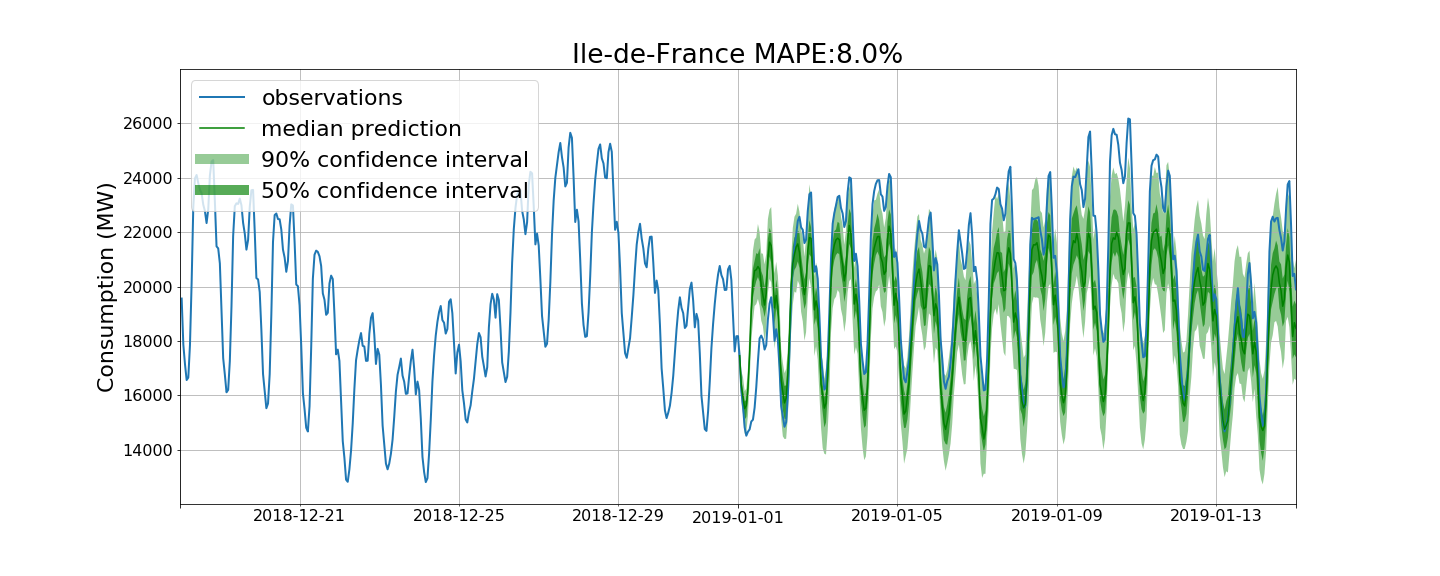 Ile-de-France MAPE:8.0%
observations
median prediction
90% confidence interval
50% confidence interval
Consumption (MW)
26000
24000
22000
20000
18000
16000
14000
2018-12-21
2018-12-25
2018-12-29
2019-01-01
2019-01-05
2019-01-09
2019-01-13